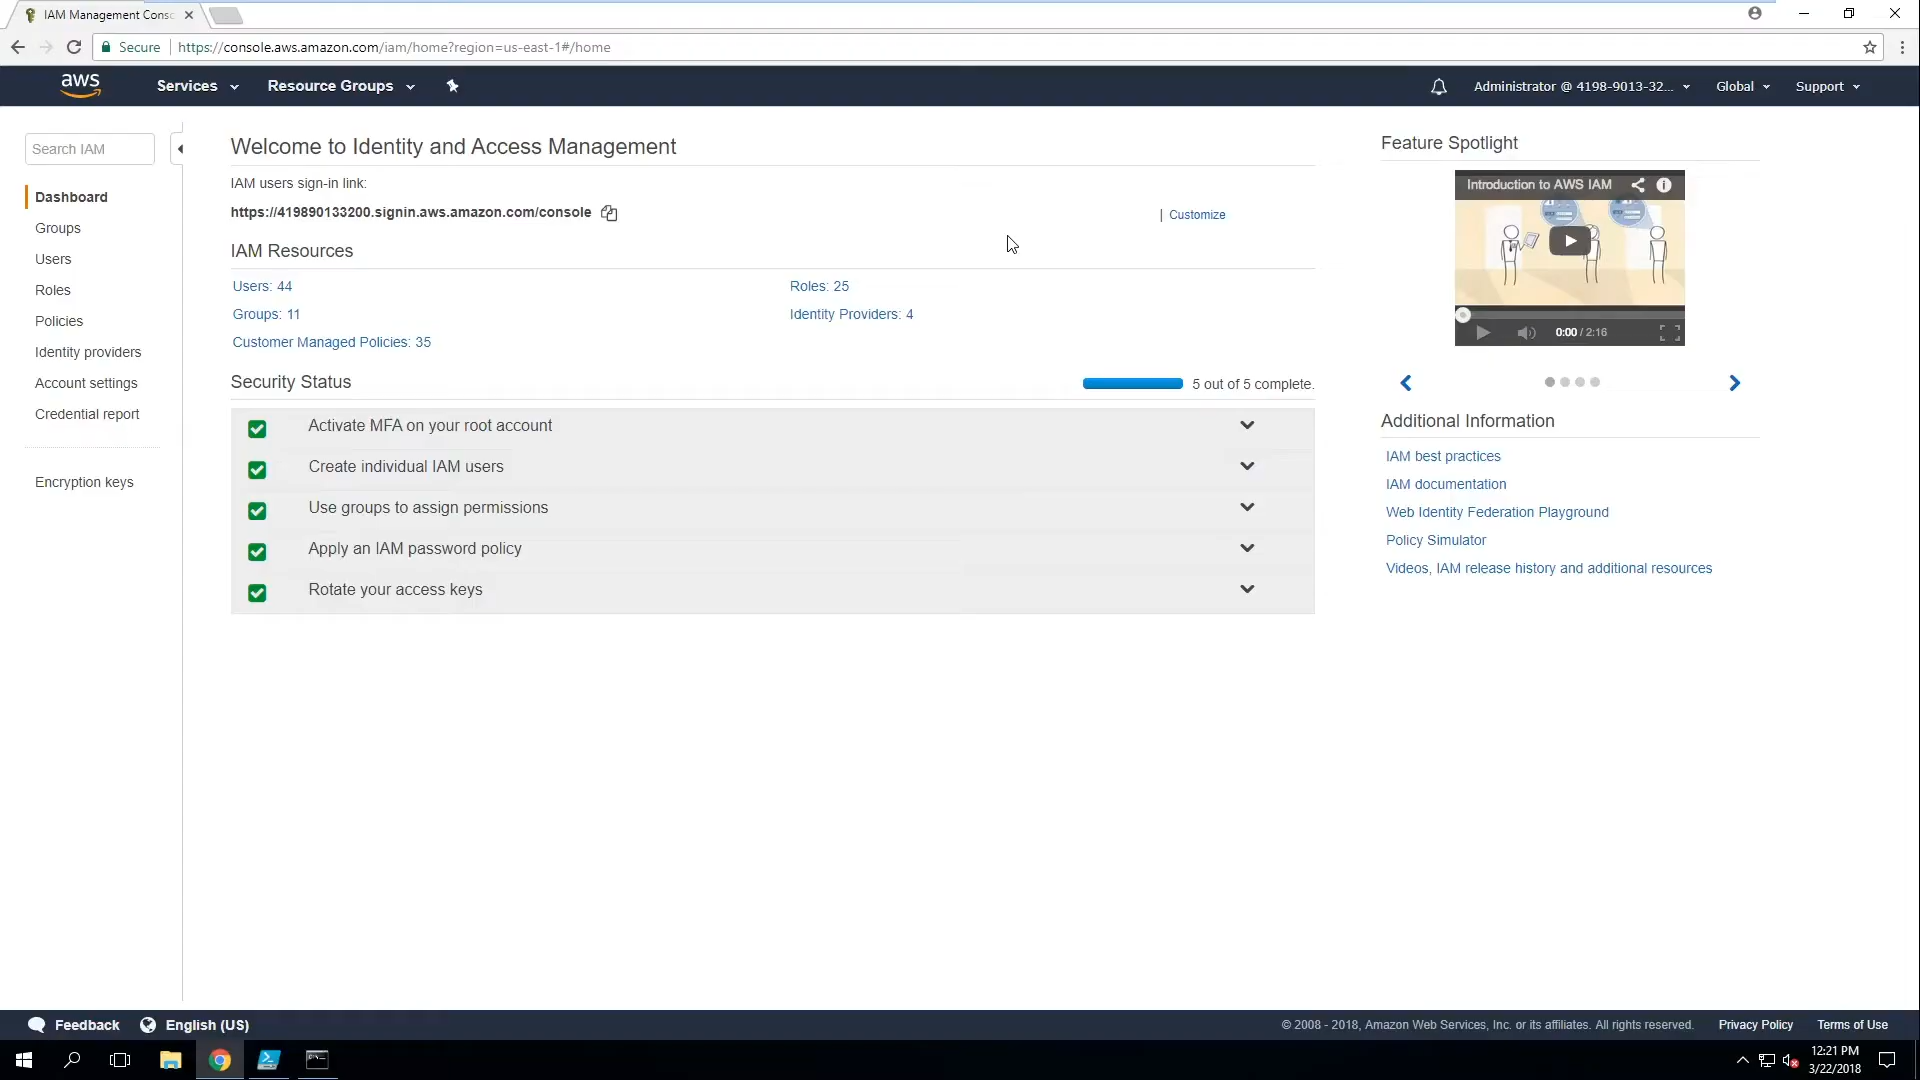 IAM Management Consc
Secure
https://console.aws.amazon.com/iam/home?region=us-east-1#/home
aws
Services
Resource Groups
Administrator @ 4198-9013-32...
Global
Support
Search IAM
Dashboard
Groups
Users
Roles
Policies
Identity providers
Account settings
Credential report
Encryption keys
Welcome to Identity and Access Management
IAM users sign-in link:
https://419890133200.signin.aws.amazon.com/console
| Customize
IAM Resources
Users: 44
Roles: 25
Groups: 11
Identity Providers: 4
Customer Managed Policies: 35
Security Status
5 out of 5 complete.
Activate MFA on your root account
Create individual IAM users
Use groups to assign permissions
Apply an IAM password policy
Rotate your access keys
Feature Spotlight
Introduction to AWS IAM
0:00 / 2:16
Additional Information
IAM best practices
IAM documentation
Web Identity Federation Playground
Policy Simulator
Videos, IAM release history and additional resources
Feedback
English (US)
© 2008 - 2018, Amazon Web Services, Inc. or its affiliates. All rights reserved.
Privacy Policy
Terms of Use
12:21 PM
3/22/2018